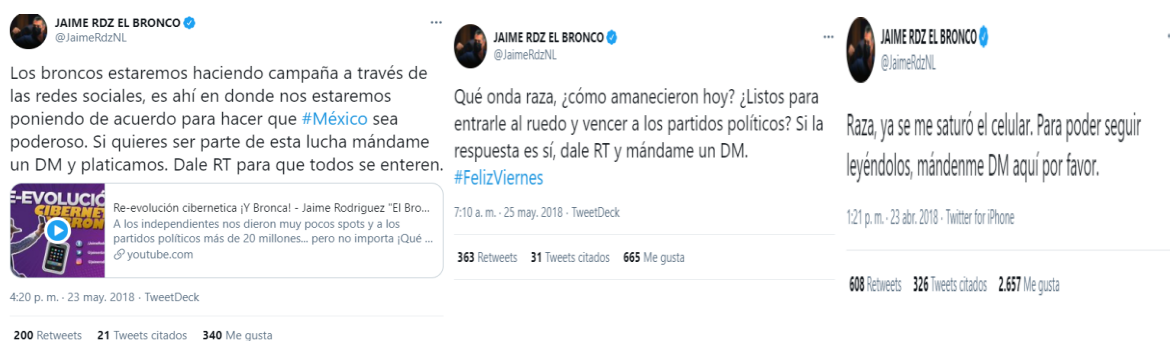 JAIME RDZ EL BRONCO
@JaimeRdzNL
Los broncos estaremos haciendo campaña a través de
las redes sociales, es ahí en donde nos estaremos
poniendo de acuerdo para hacer que #México sea
poderoso. Si quieres ser parte de esta lucha mándame
un DM y platicamos. Dale RT para que todos se enteren.
E-EVOLUCIÓ
CIBERNET
BRON
Re-evolución cibernetica ¡Y Bronca! - Jaime Rodriguez "El Bro...
A los independientes nos dieron muy pocos spots y a los
partidos políticos más de 20 millones... pero no importa ¡Qué ...
youtube.com
4:20 p. m. · 23 may. 2018 · TweetDeck
200 Retweets 21 Tweets citados 340 Me gusta
JAIME RDZ EL BRONCO
@JaimeRdzNL
Qué onda raza, ¿cómo amanecieron hoy? ¿Listos para
entrarle al ruedo y vencer a los partidos políticos? Si la
respuesta es sí, dale RT y mándame un DM.
#FelizViernes
7:10 a. m. · 25 may. 2018 · TweetDeck
363 Retweets 31 Tweets citados 665 Me gusta
JAIME RDZ EL BRONCO
@JaimeRdzNL
Raza, ya se me saturó el celular. Para poder seguir
leyéndolos, mándenme DM aquí por favor.
1:21 p. m. · 23 abr. 2018 · Twitter for iPhone
608 Retweets 326 Tweets citados 2.657 Me gusta